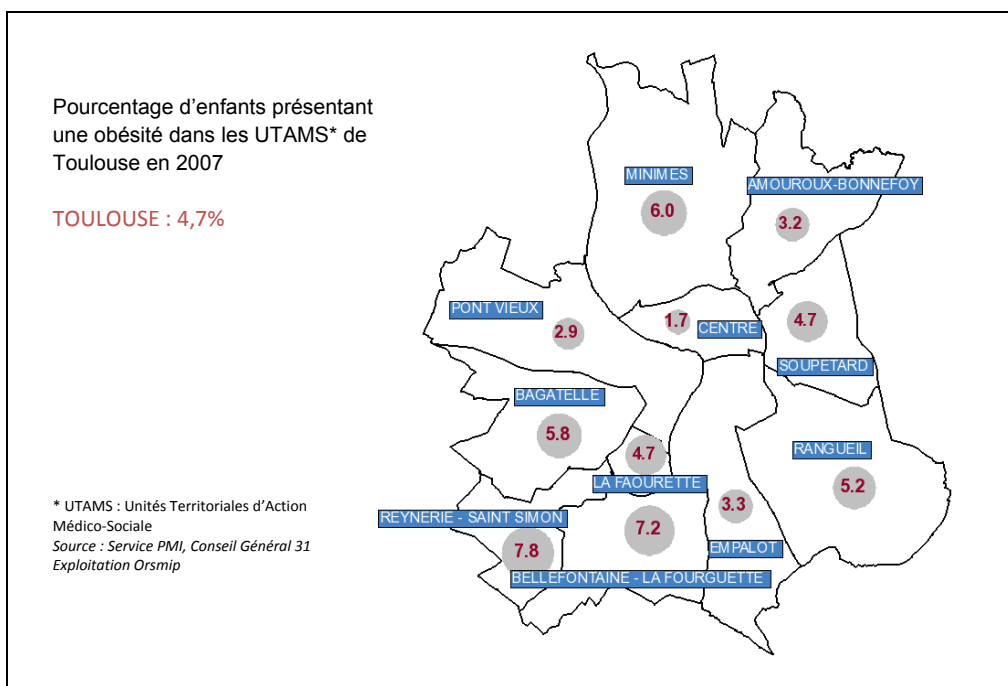 Pourcentage d'enfants présentant
une obésité dans les UTAMS* de
Toulouse en 2007
TOULOUSE : 4,7%
MINIMES
6.0
AMOUROUX-BONNEFOY
3.2
PONT VIEUX
2.9
1.7
CENTRE
4.7
SOUPETARD
BAGATELLE
5.8
4.7
LA FAOURETTE
RANGUEIL
5.2
REYNERIE - SAINT SIMON
7.8
7.2
BELLEFONTAINE - LA FOURGUETTE
3.3
EMPALOT
* UTAMS : Unités Territoriales d'Action
Médico-Sociale
Source : Service PMI, Conseil Général 31
Exploitation Orsmip